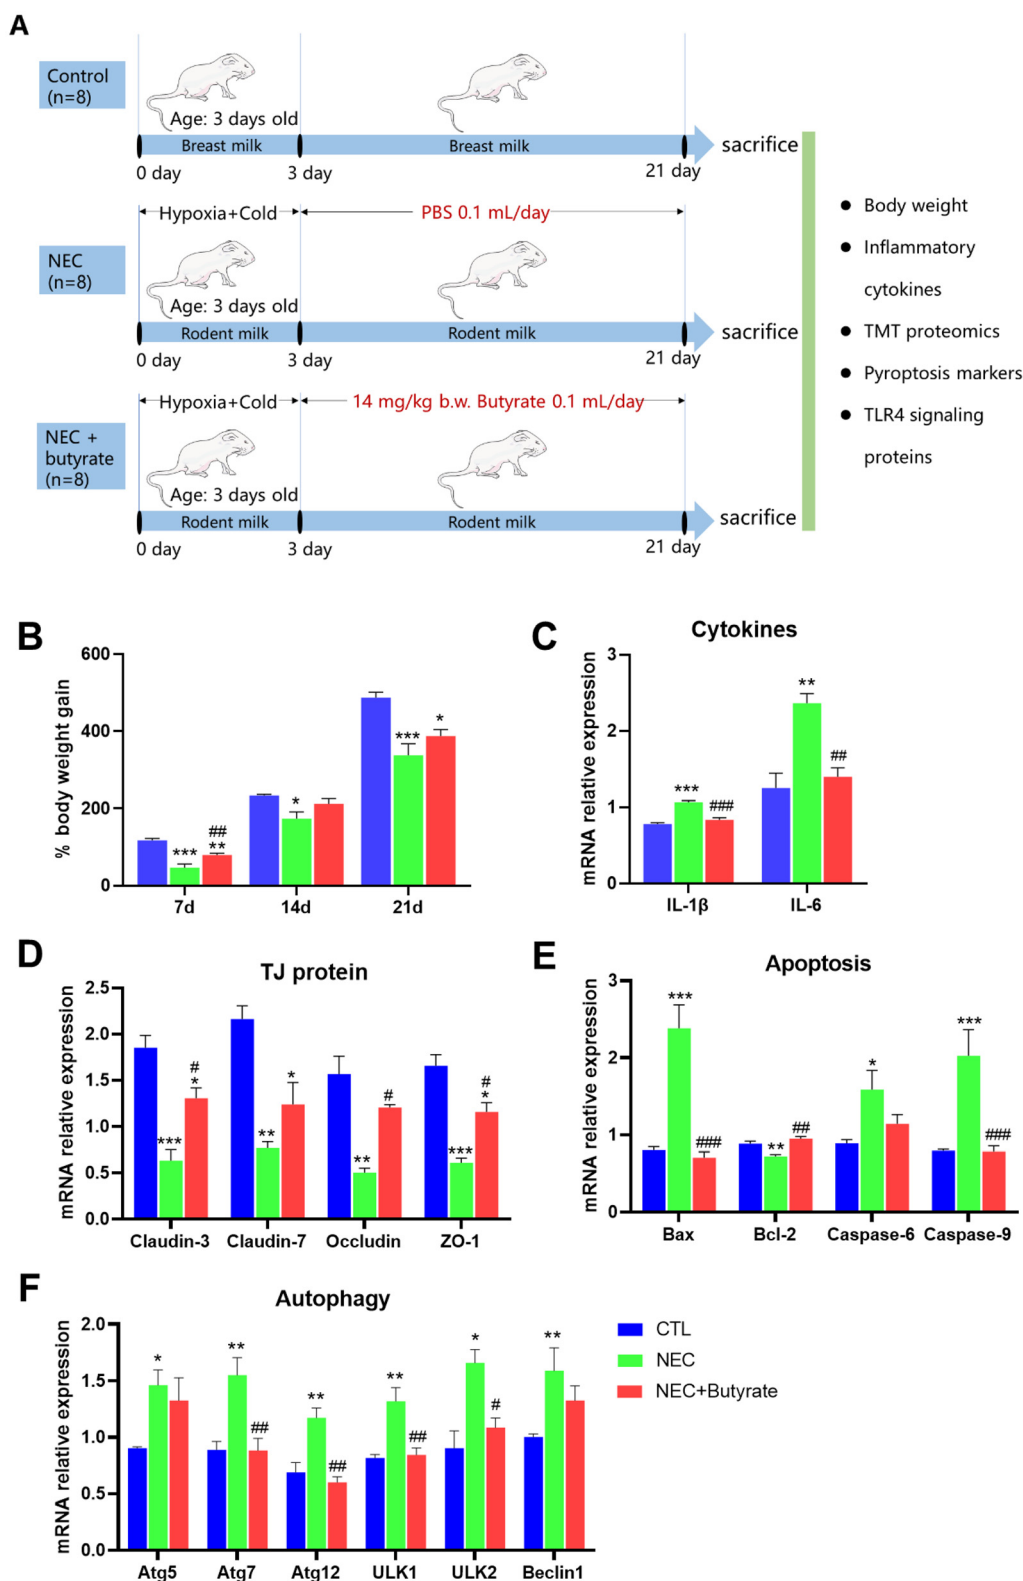 A
Control
(n=8)
Age: 3 days old
Breast milk
Breast milk
sacrifice
0 day
3 day
21 day
Hypoxia+Cold
PBS 0.1 mL/day
NEC
(n=8)
Age: 3 days old
Rodent milk
Rodent milk
sacrifice
0 day
3 day
21 day
Hypoxia+Cold
14 mg/kg b.w. Butyrate 0.1 mL/day
NEC +
butyrate
(n=8)
Age: 3 days old
Rodent milk
Rodent milk
sacrifice
0 day
3 day
21 day
● Body weight
● Inflammatory
cytokines
● TMT proteomics
● Pyroptosis markers
● TLR4 signaling
proteins
B
% body weight gain
600
400
200
0
***
##
**
*
***
*
7d
14d
21d
C
Cytokines
mRNA relative expression
3
2
1
0
***
###
**
##
IL-1β
IL-6
D
TJ protein
mRNA relative expression
2.5
2.0
1.5
1.0
0.5
0.0
***
#
*
**
*
**
#
***
#
*
Claudin-3
Claudin-7
Occludin
ZO-1
E
Apoptosis
mRNA relative expression
3
2
1
0
***
###
**
##
*
***
###
Bax
Bcl-2
Caspase-6
Caspase-9
F
Autophagy
mRNA relative expression
2.0
1.5
1.0
0.5
0.0
*
**
##
**
##
**
##
*
#
**
Atg5
Atg7
Atg12
ULK1
ULK2
Beclin1
CTL
NEC
NEC+Butyrate